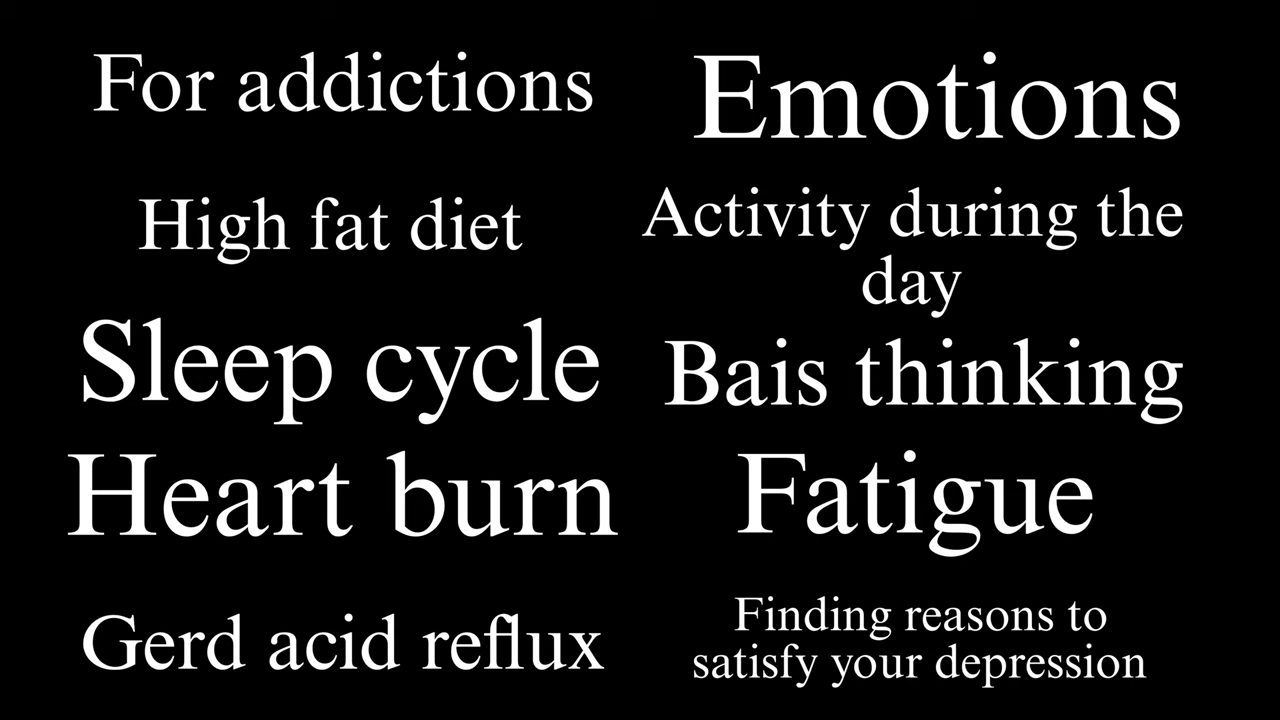 For addictions
High fat diet
Sleep cycle
Heart burn
Gerd acid reflux
Emotions
Activity during the
day
Bais thinking
Fatigue
Finding reasons to
satisfy your depression